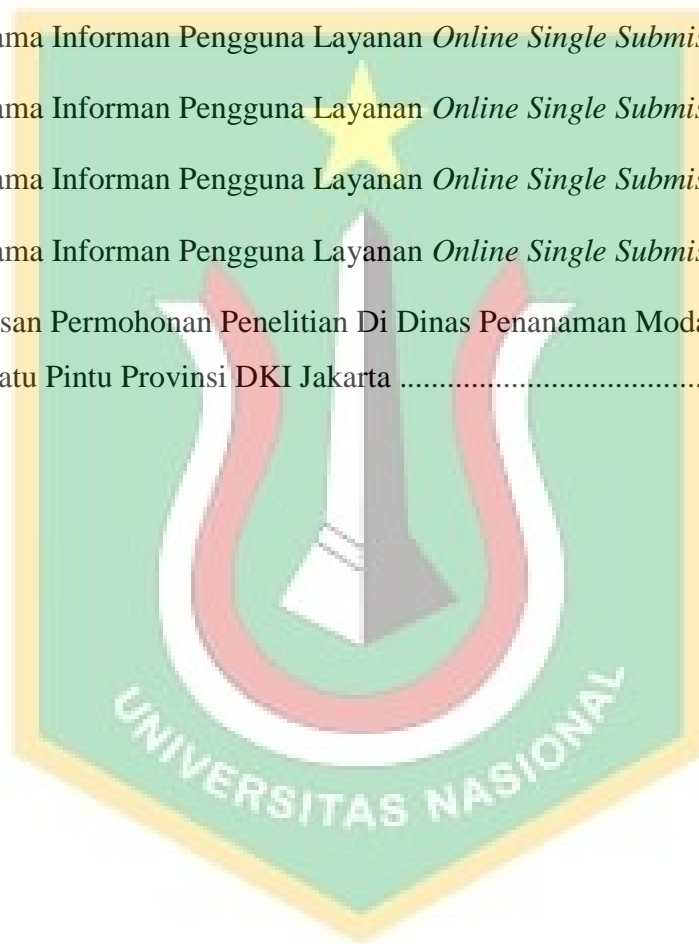 ama Informan Pengguna Layanan Online Single Submis
ama Informan Pengguna Layanan Online Single Submis
ama Informan Pengguna Layanan Online Single Submis
ama Informan Pengguna Layanan Online Single Submis
san Permohonan Penelitian Di Dinas Penanaman Moda
atu Pintu Provinsi DKI Jakarta ......................................
UNIVERSITAS NASIONAL